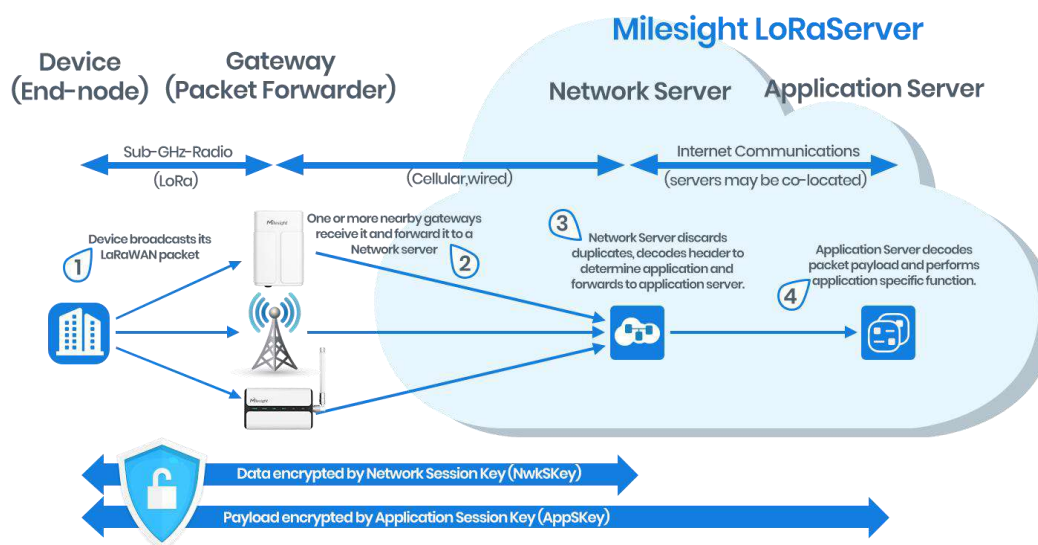 Milesight LoRaServer
Device
(End-node)
Gateway
(Packet Forwarder)
Network Server
Application Server
Sub-GHz-Radio
(LoRa)
(Cellular,wired)
Internet Communications
(servers may be co-located)
1
Device broadcasts its
LaRaWAN packet
Milesight
One or more nearby gateways
receive it and forward it to a
Network server
2
3
Network Server discards
duplicates, decodes header to
determine application and
forwards to application server.
4
Application Server decodes
packet payload and performs
application specific function.
Milesight
Data encrypted by Network Session Key (NwkSKey)
Payload encrypted by Application Session Key (AppSKey)